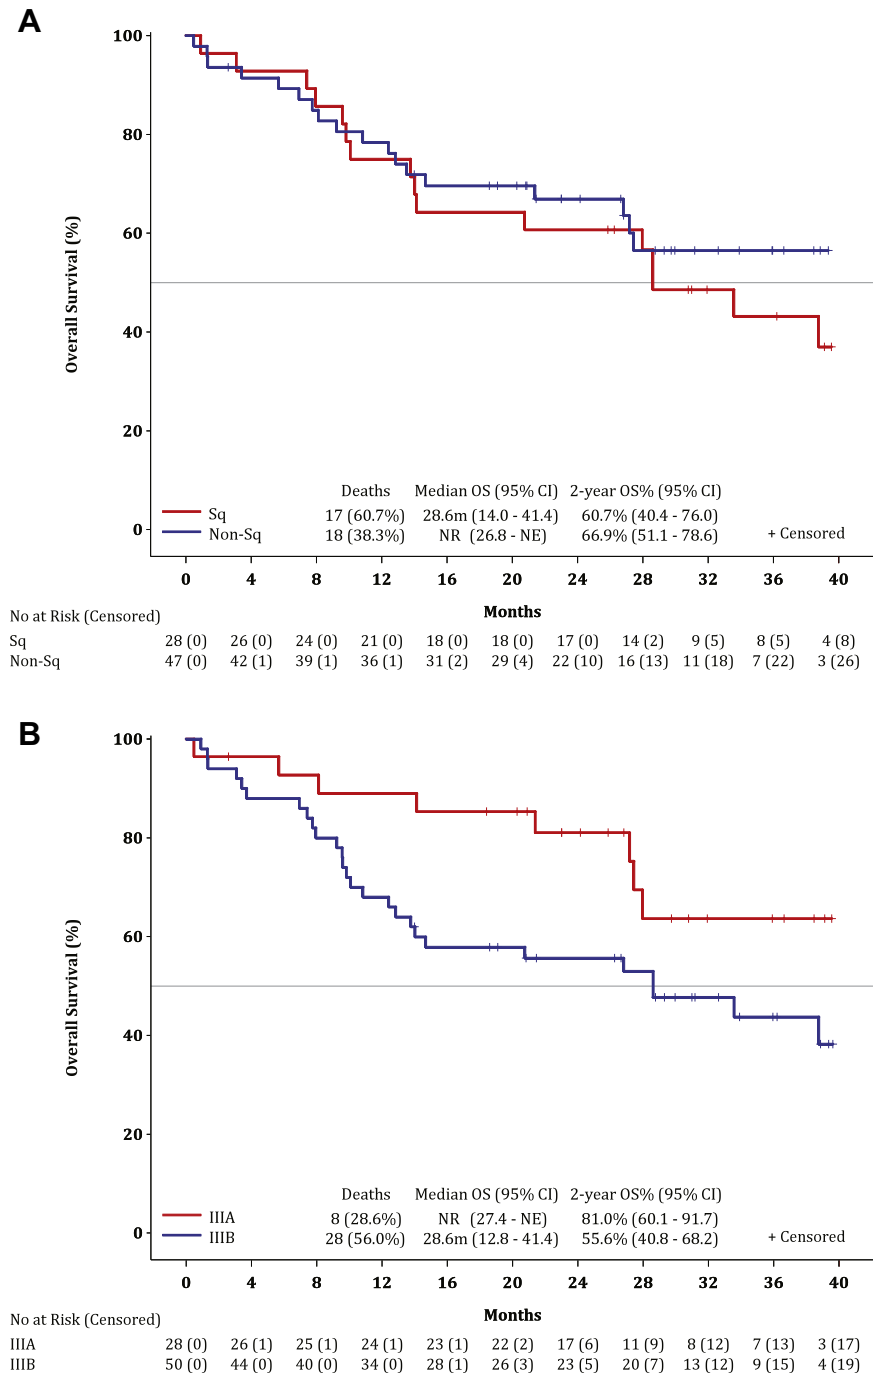 A
100
80
60
40
20
0
Overall Survival (%)
Deaths Median OS (95% CI) 2-year OS% (95% CI)
Sq 17 (60.7%) 28.6m (14.0 - 41.4) 60.7% (40.4 - 76.0)
Non-Sq 18 (38.3%) NR (26.8 - NE) 66.9% (51.1 - 78.6) + Censored
0 4 8 12 16 20 24 28 32 36 40
Months
No at Risk (Censored)
Sq 28 (0) 26 (0) 24 (0) 21 (0) 18 (0) 18 (0) 17 (0) 14 (2) 9 (5) 8 (5) 4 (8)
Non-Sq 47 (0) 42 (1) 39 (1) 36 (1) 31 (2) 29 (4) 22 (10) 16 (13) 11 (18) 7 (22) 3 (26)
B
100
80
60
40
20
0
Overall Survival (%)
Deaths Median OS (95% CI) 2-year OS% (95% CI)
IIIA 8 (28.6%) NR (27.4 - NE) 81.0% (60.1 - 91.7)
IIIB 28 (56.0%) 28.6m (12.8 - 41.4) 55.6% (40.8 - 68.2) + Censored
0 4 8 12 16 20 24 28 32 36 40
Months
No at Risk (Censored)
IIIA 28 (0) 26 (1) 25 (1) 24 (1) 23 (1) 22 (2) 17 (6) 11 (9) 8 (12) 7 (13) 3 (17)
IIIB 50 (0) 44 (0) 40 (0) 34 (0) 28 (1) 26 (3) 23 (5) 20 (7) 13 (12) 9 (15) 4 (19)